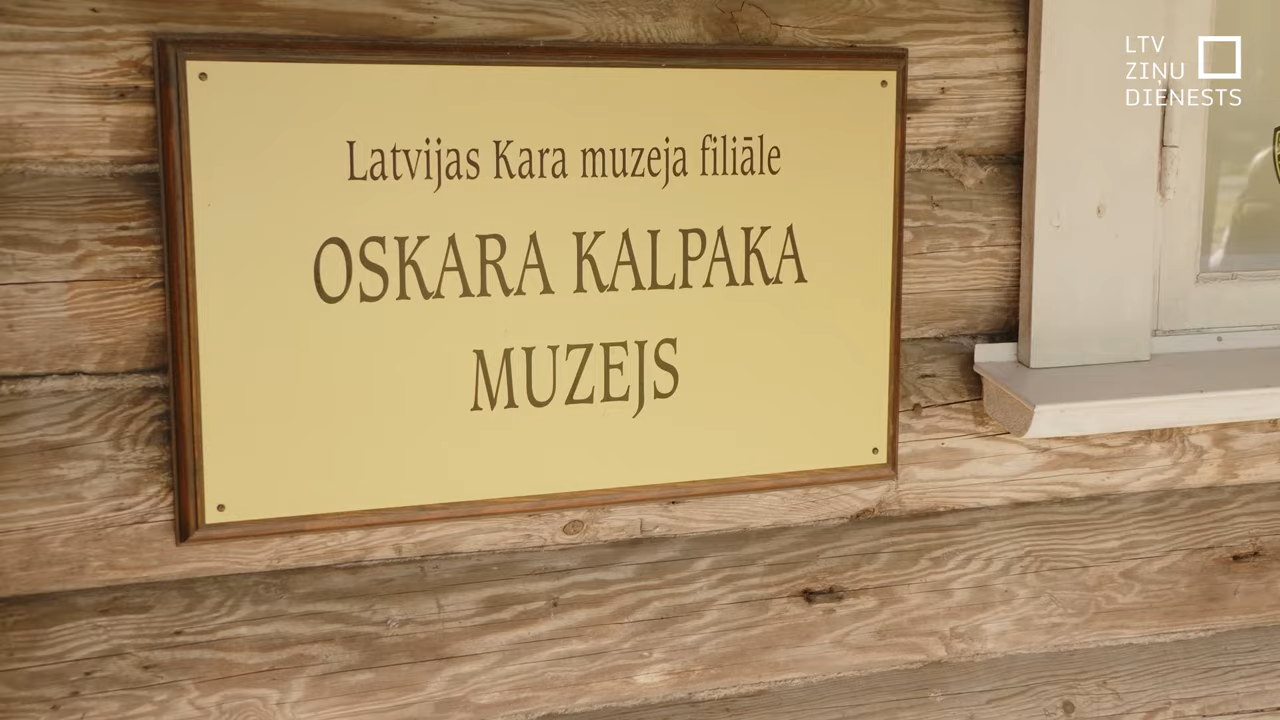 Latvijas Kara muzeja filiāle
OSKARA KALPAKA
MUZEJS
LTV
ZIŅU
DIENESTS